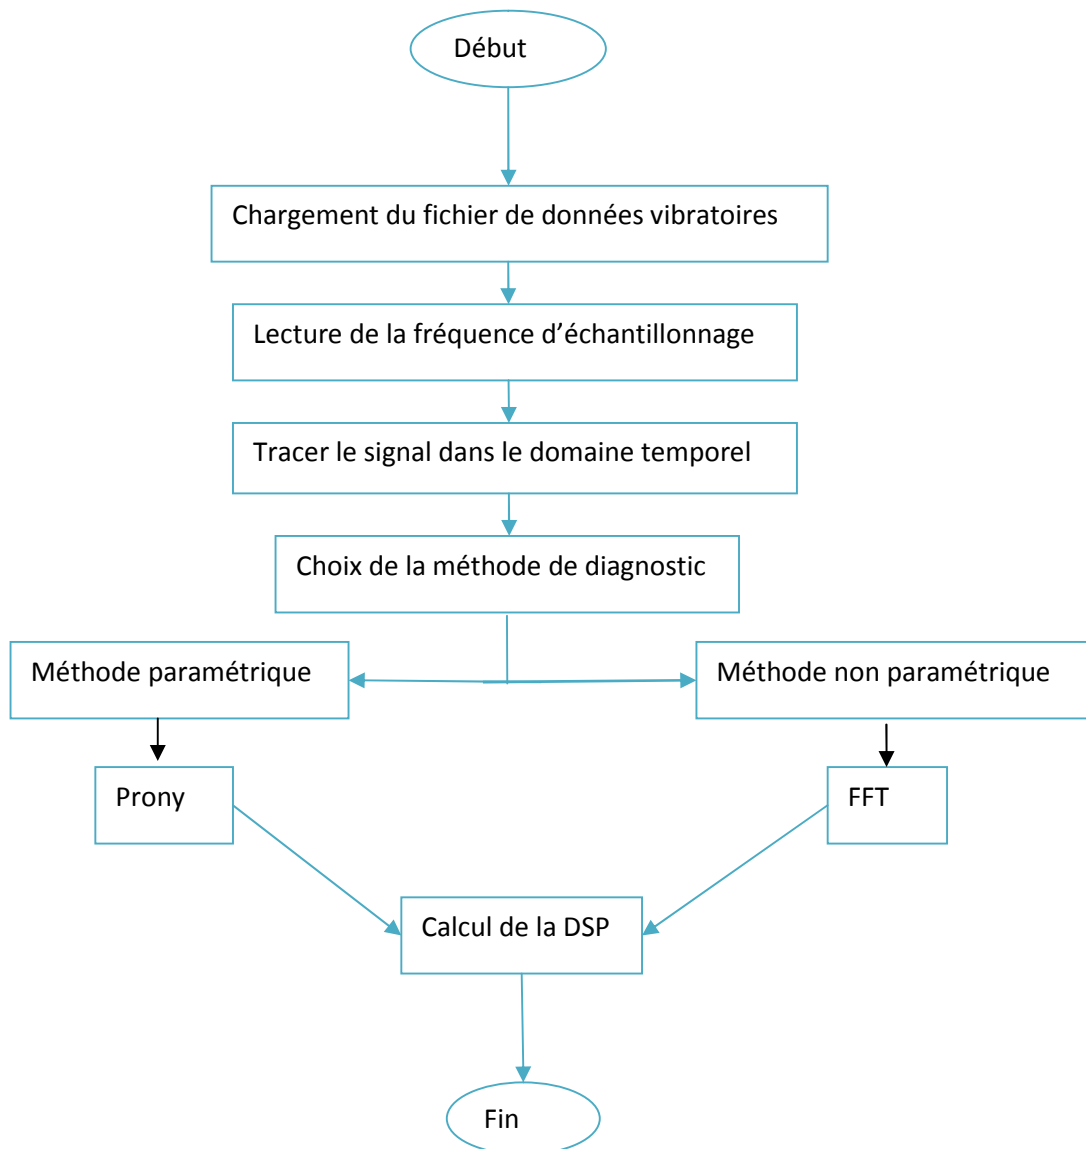 Début
Chargement du fichier de données vibratoires
Lecture de la fréquence d’échantillonnage
Tracer le signal dans le domaine temporel
Choix de la méthode de diagnostic
Méthode paramétrique
Méthode non paramétrique
Prony
FFT
Calcul de la DSP
Fin